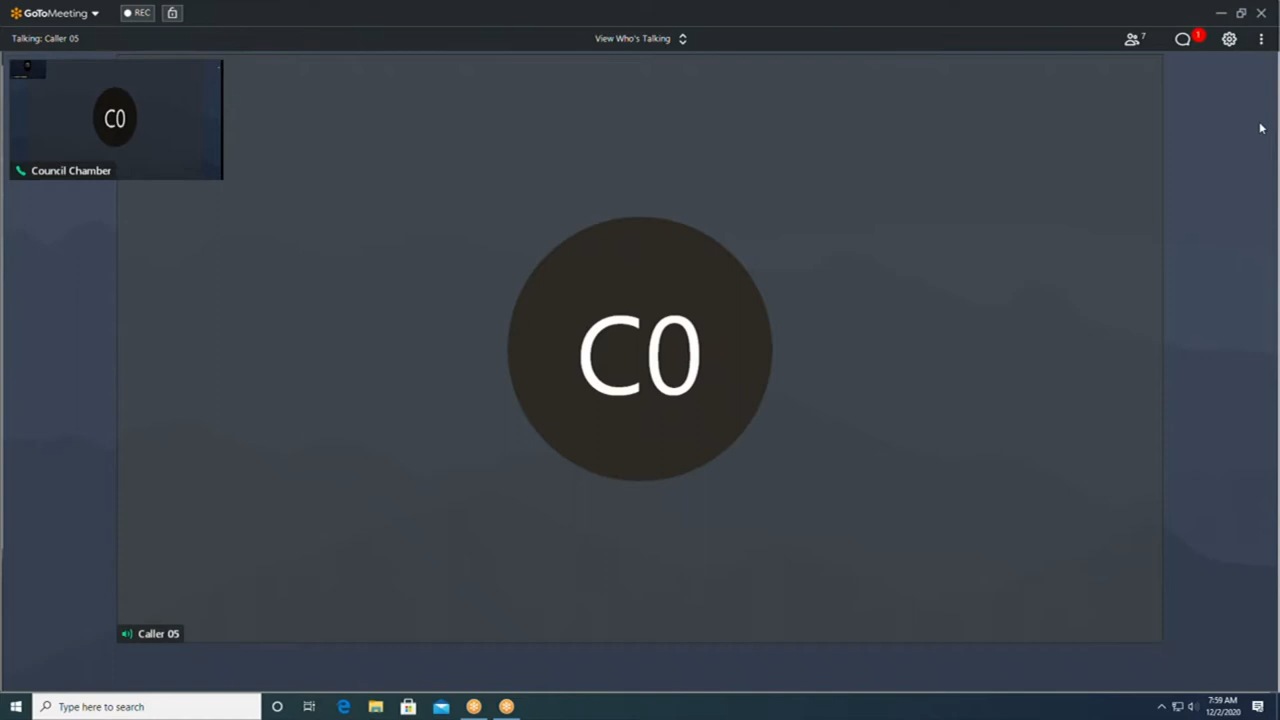 GoToMeeting
REC
Talking: Caller 05
View Who's Talking
7
1
C0
Council Chamber
C0
Caller 05
Type here to search
7:59 AM
12/2/2020